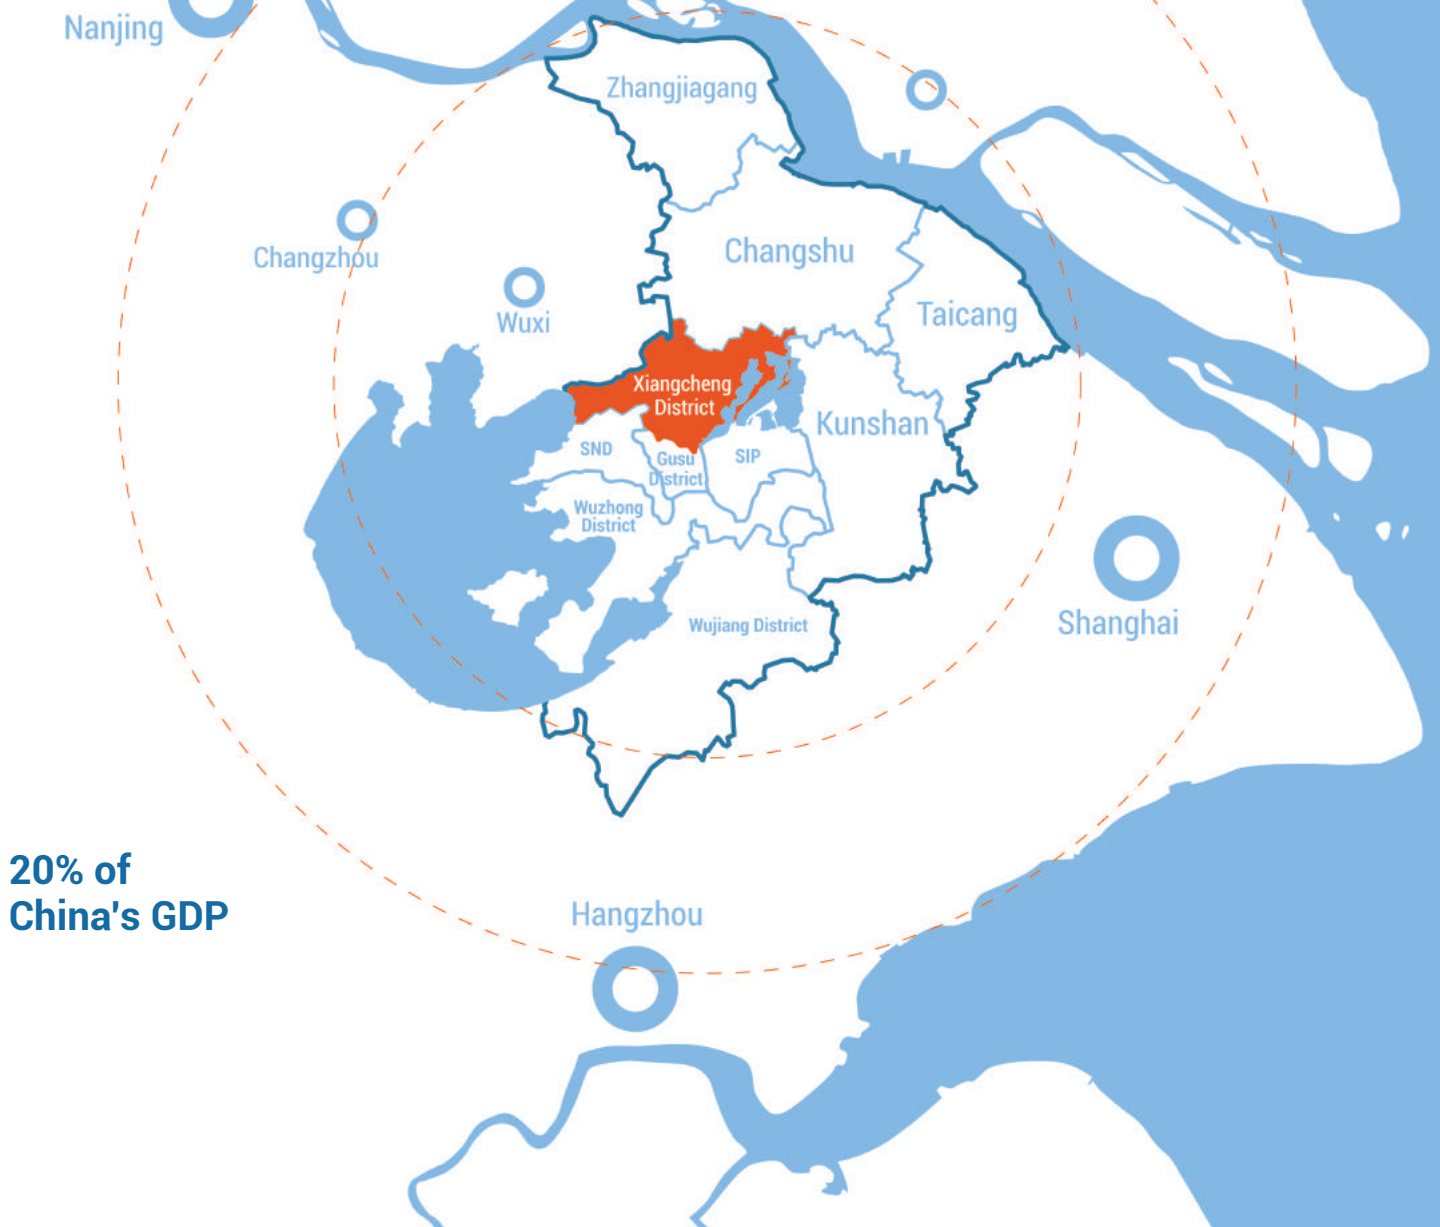 Nanjing
Zhangjiagang
Changzhou
Changshu
Wuxi
Taicang
Xiangcheng
District
Kunshan
SND
Gusu
District
SIP
Wuzhong
District
Wujiang District
Shanghai
20% of
China's GDP
Hangzhou